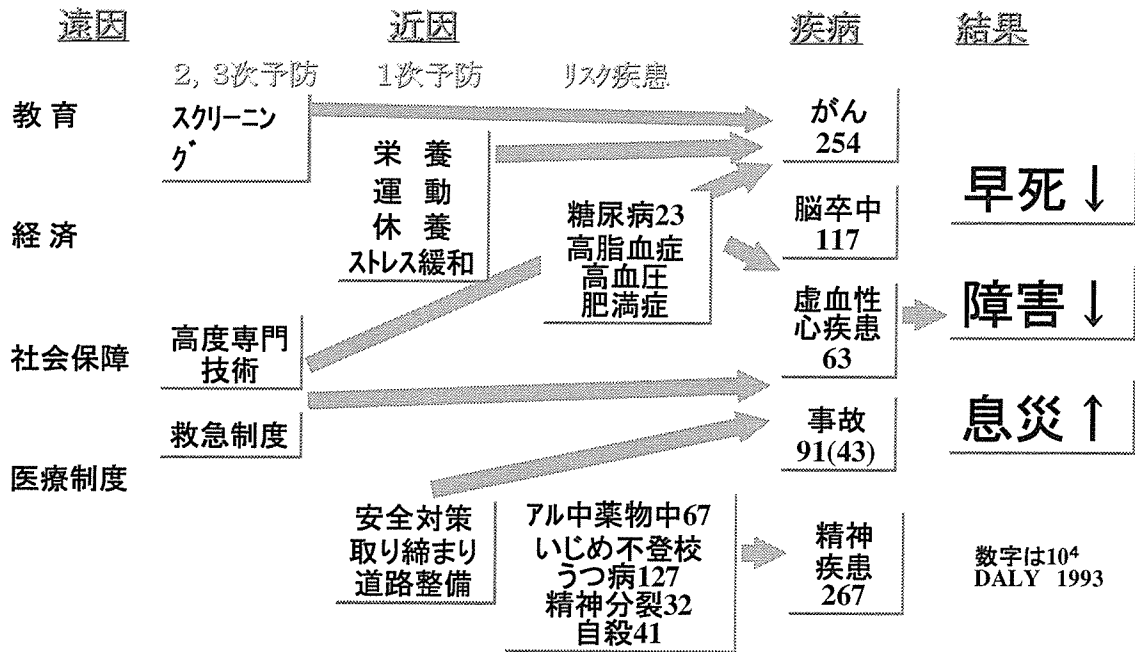 遠因
近因
疾病
結果
2, 3次予防
1次予防
リスク疾患
教育
経済
社会保障
医療制度
スクリーニン
グ
高度専門
技術
救急制度
栄養
運動
休養
ストレス緩和
安全対策
取り締まり
道路整備
糖尿病23
高脂血症
高血圧
肥満症
アル中薬物中67
いじめ不登校
うつ病127
精神分裂32
自殺41
がん
254
脳卒中
117
虚血性
心疾患
63
事故
91(43)
精神
疾患
267
早死↓
障害↓
息災↑
数字は10⁴
DALY 1993